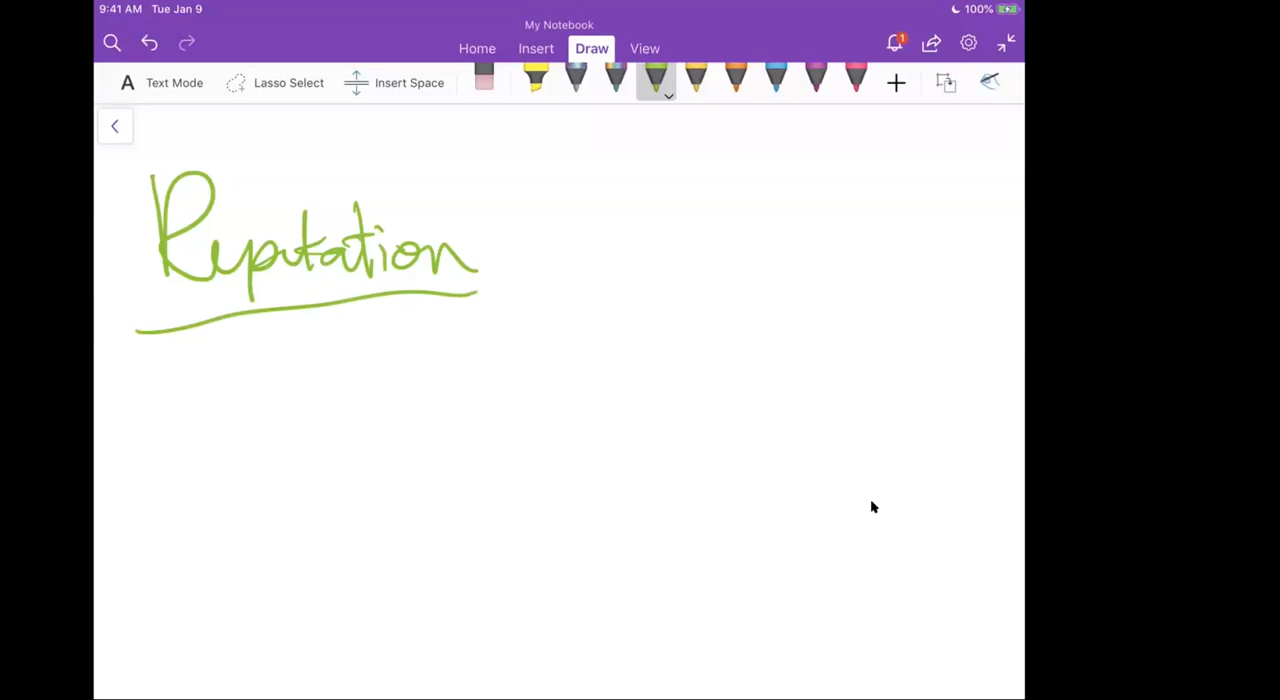 9:41 AM Tue Jan 9 100%
My Notebook
1
Home Insert Draw View
A Text Mode Lasso Select Insert Space
Reputation